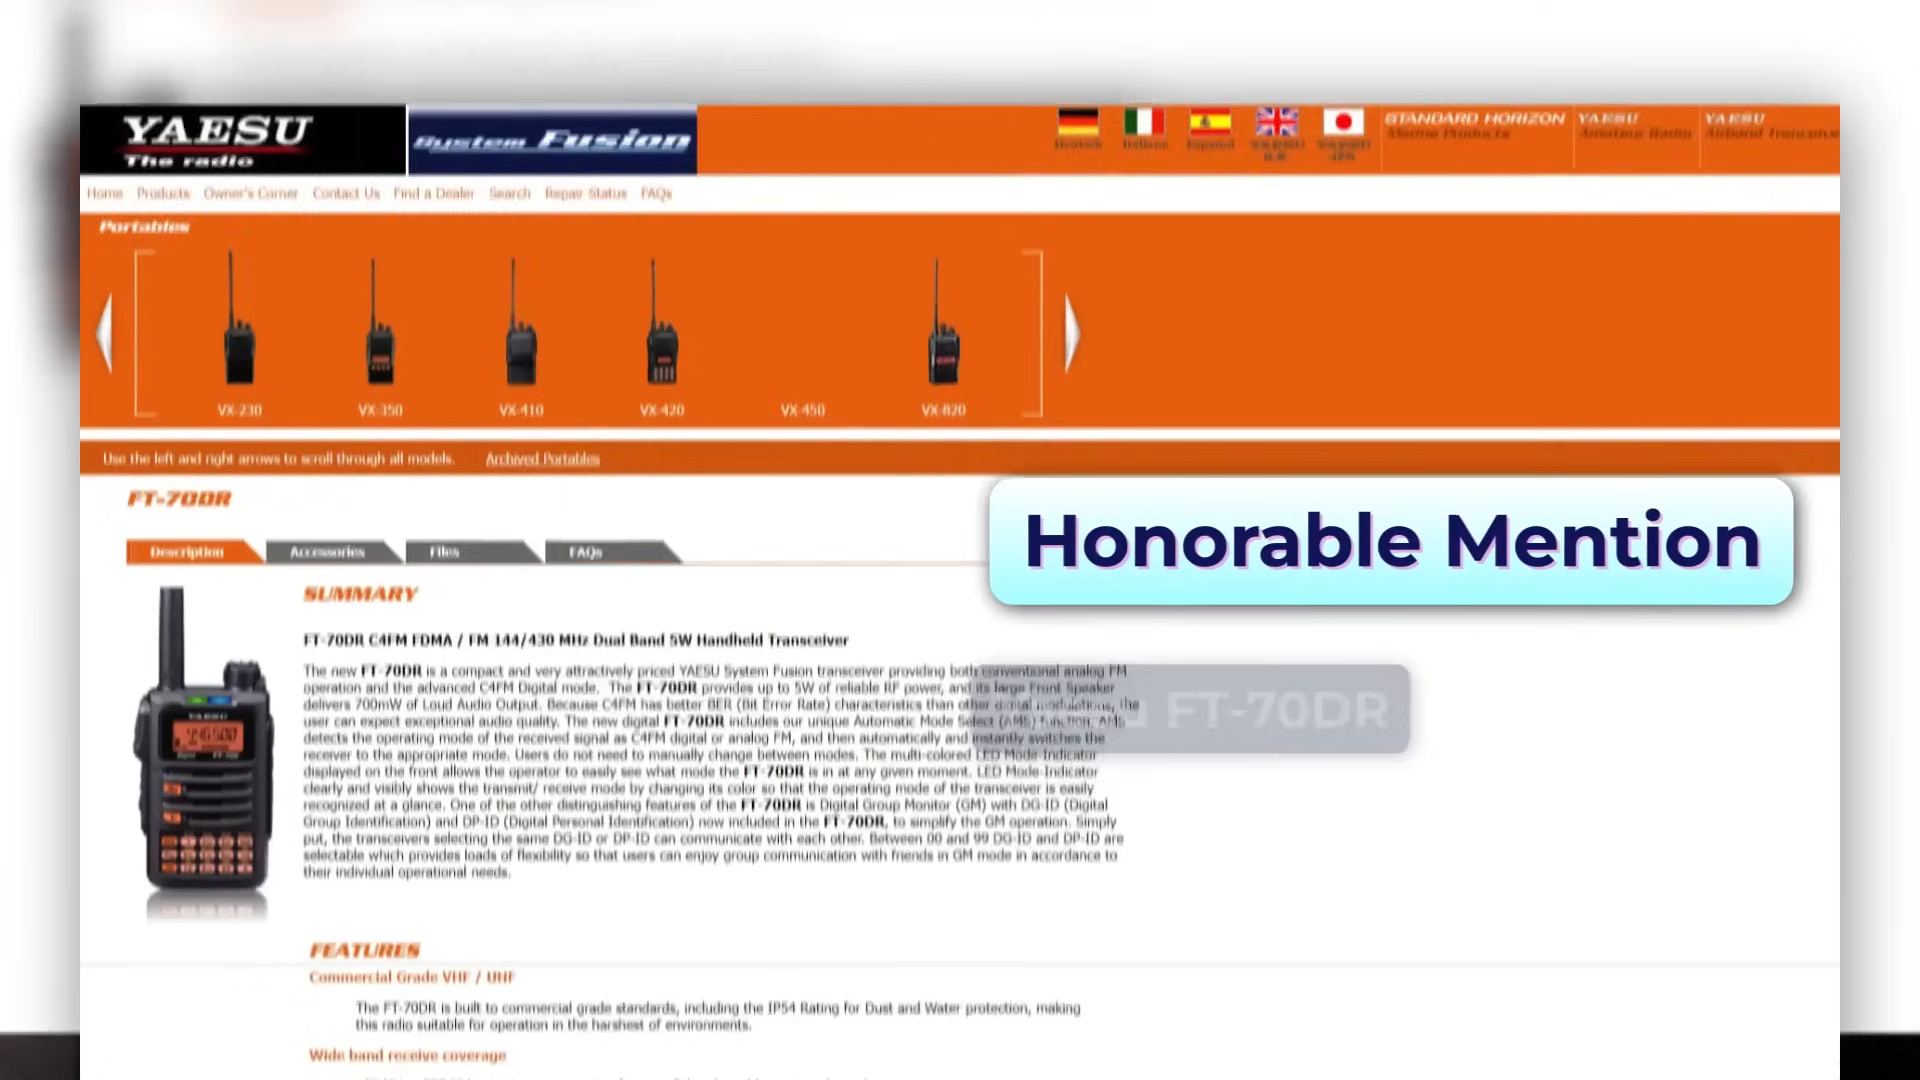 YAESU
The radio
System Fusion
Deutsch Italiano Espanol YAESU U.K YAESU JPN
STANDARD HORIZON
Marine Products
YAESU
Amateur Radio
YAESU
Airband Tranceive
Home Products Owner's Corner Contact Us Find a Dealer Search Repair Status FAQs
Portables
VX-230 VX-350 VX-410 VX-420 VX-450 VX-820
Use the left and right arrows to scroll through all models. Archived Portables
FT-70DR
Honorable Mention
Description Accessories Files FAQs
SUMMARY
FT-70DR C4FM FDMA / FM 144/430 MHz Dual Band 5W Handheld Transceiver
The new FT-70DR is a compact and very attractively priced YAESU System Fusion transceiver providing both conventional analog FM
operation and the advanced C4FM Digital mode. The FT-70DR provides up to 5W of reliable RF power, and its large Front Speaker
delivers 700mW of Loud Audio Output. Because C4FM has better BER (Bit Error Rate) characteristics than other digital modulations, the
user can expect exceptional audio quality. The new digital FT-70DR includes our unique Automatic Mode Select (AMS) function. AMS
detects the operating mode of the received signal as C4FM digital or analog FM, and then automatically and instantly switches the
receiver to the appropriate mode. Users do not need to manually change between modes. The multi-colored LED Mode-Indicator
displayed on the front allows the operator to easily see what mode the FT-70DR is in at any given moment. LED Mode-Indicator
clearly and visibly shows the transmit/ receive mode by changing its color so that the operating mode of the transceiver is easily
recognized at a glance. One of the other distinguishing features of the FT-70DR is Digital Group Monitor (GM) with DG-ID (Digital
Group Identification) and DP-ID (Digital Personal Identification) now included in the FT-70DR, to simplify the GM operation. Simply
put, the transceivers selecting the same DG-ID or DP-ID can communicate with each other. Between 00 and 99 DG-ID and DP-ID are
selectable which provides loads of flexibility so that users can enjoy group communication with friends in GM mode in accordance to
their individual operational needs.
FT-70DR
YAESU
FEATURES
Commercial Grade VHF / UHF
The FT-70DR is built to commercial grade standards, including the IP54 Rating for Dust and Water protection, making
this radio suitable for operation in the harshest of environments.
Wide band receive coverage